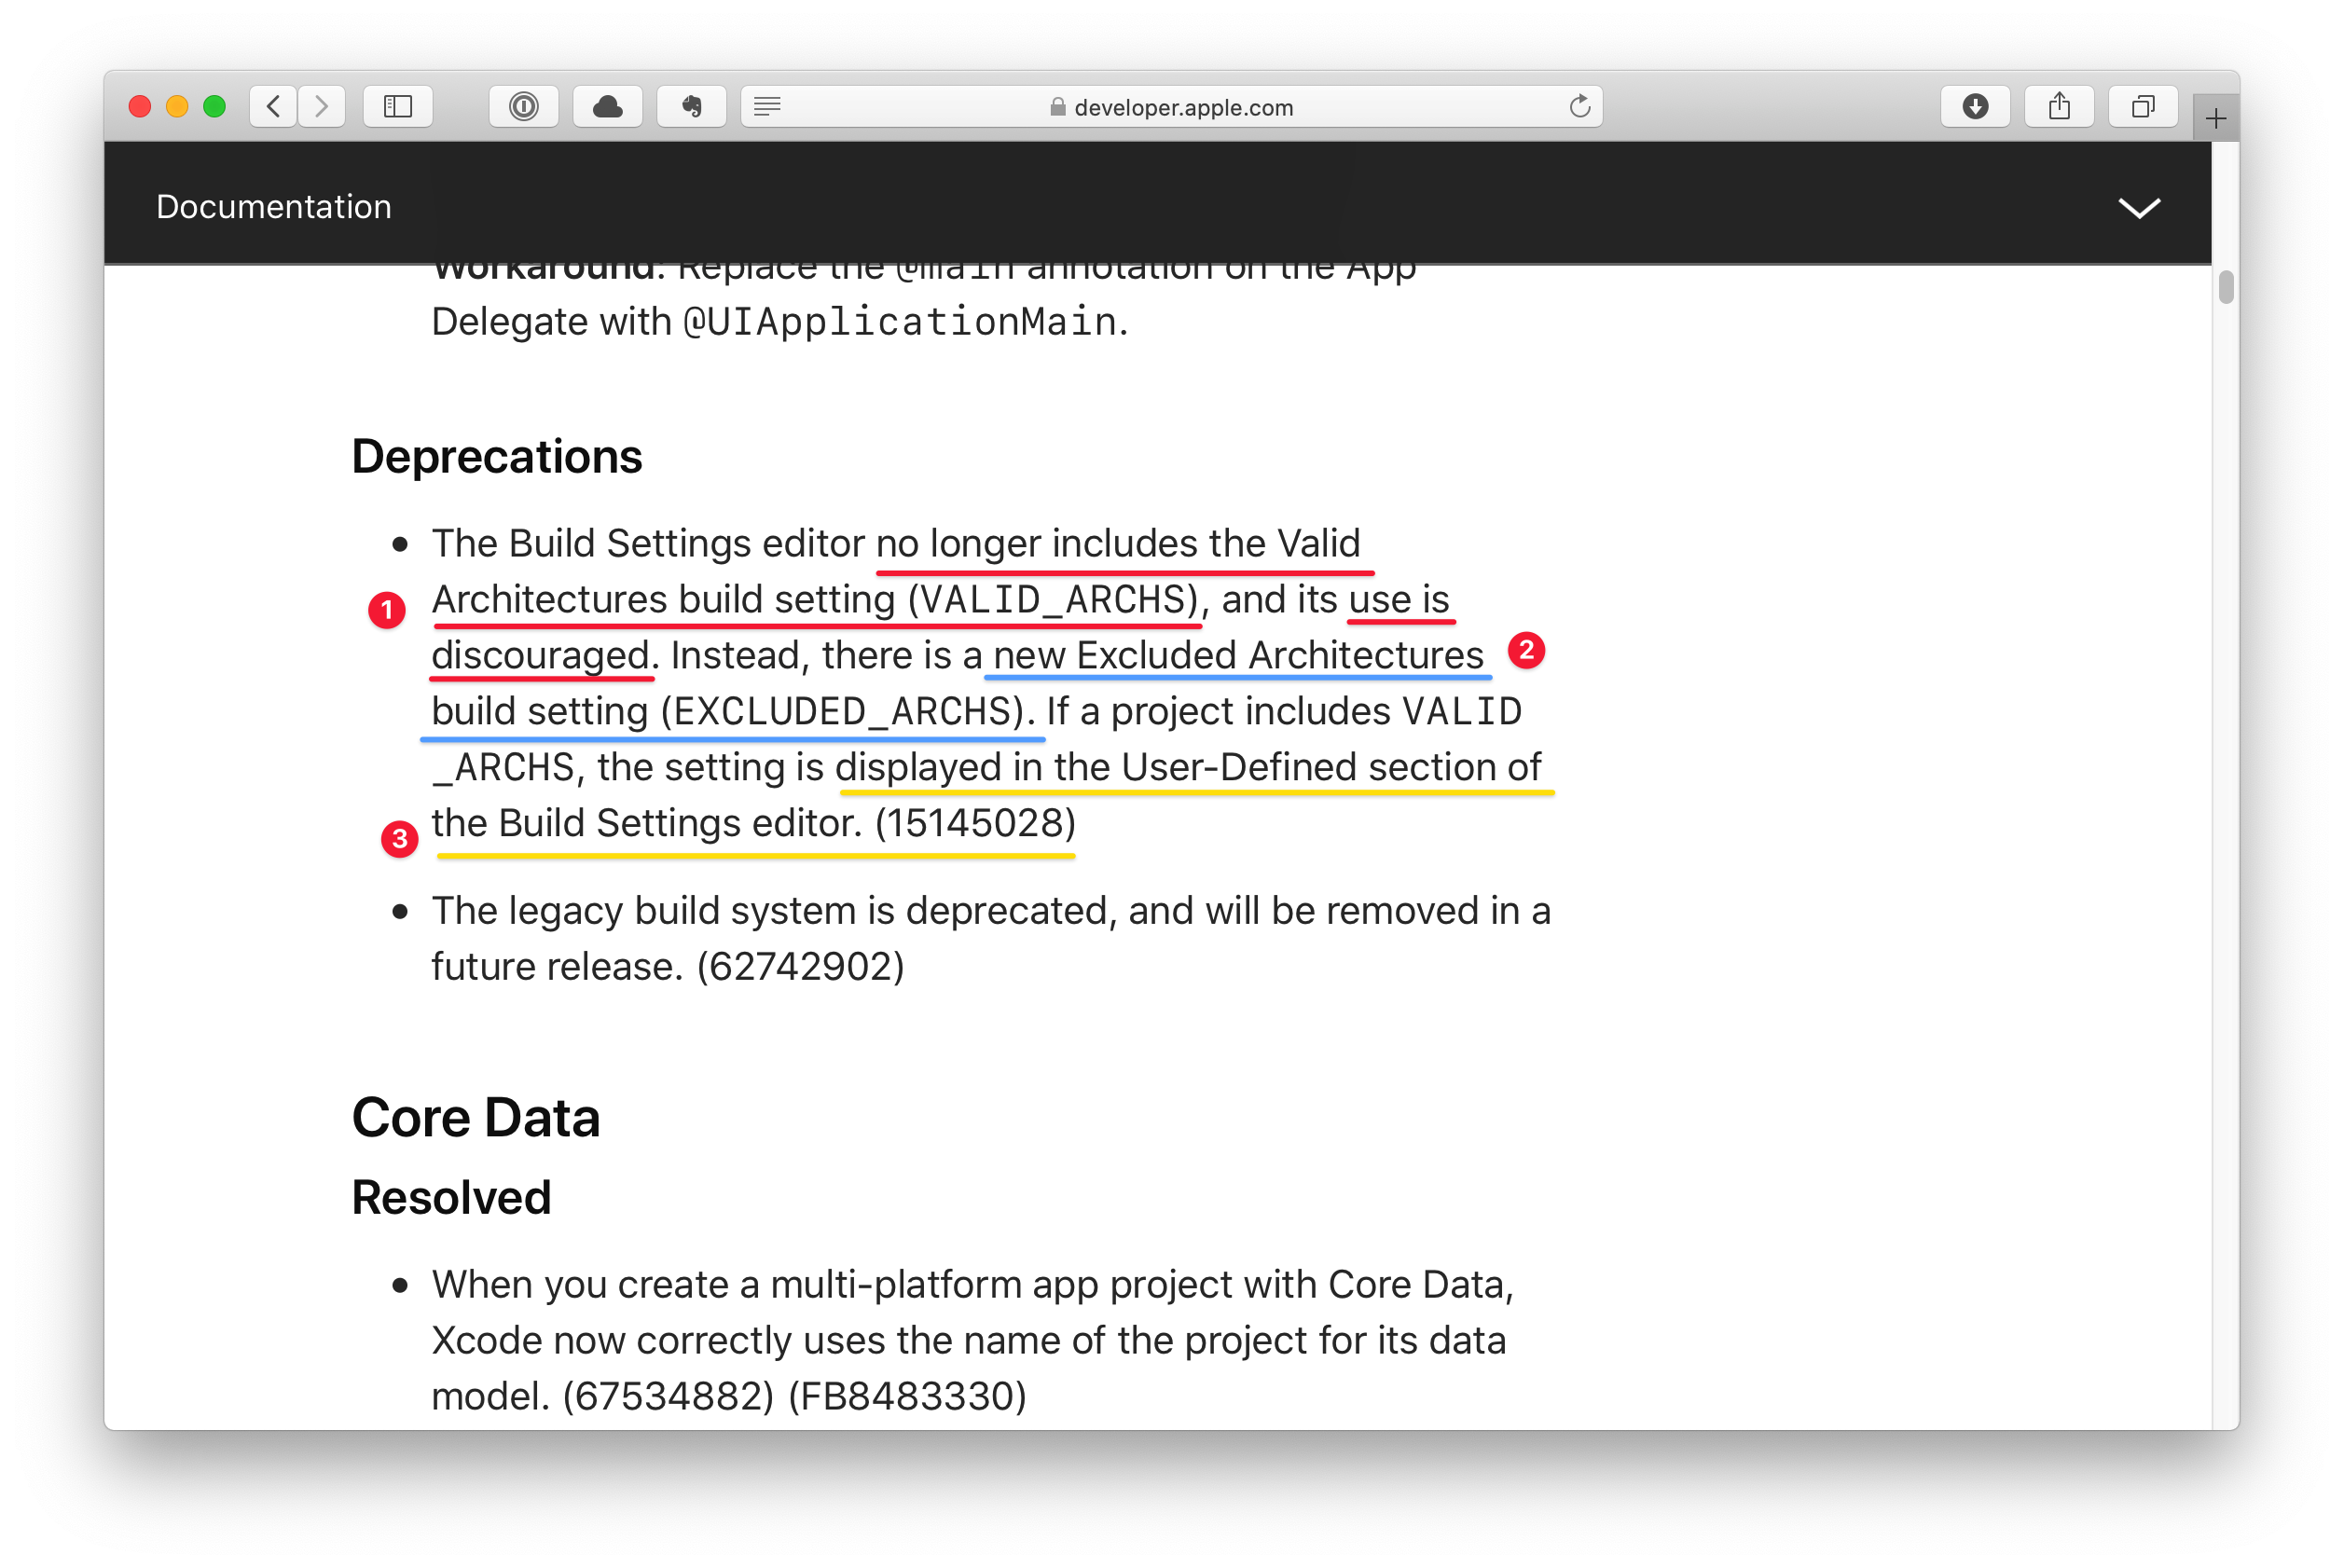 developer.apple.com
Documentation
Workaround: Replace the @main annotation on the App
Delegate with @UIApplicationMain.
Deprecations
• The Build Settings editor no longer includes the Valid
1 Architectures build setting (VALID_ARCHS), and its use is
discouraged. Instead, there is a new Excluded Architectures 2
build setting (EXCLUDED_ARCHS). If a project includes VALID
_ARCHS, the setting is displayed in the User-Defined section of
3 the Build Settings editor. (15145028)
• The legacy build system is deprecated, and will be removed in a
future release. (62742902)
Core Data
Resolved
• When you create a multi-platform app project with Core Data,
Xcode now correctly uses the name of the project for its data
model. (67534882) (FB8483330)